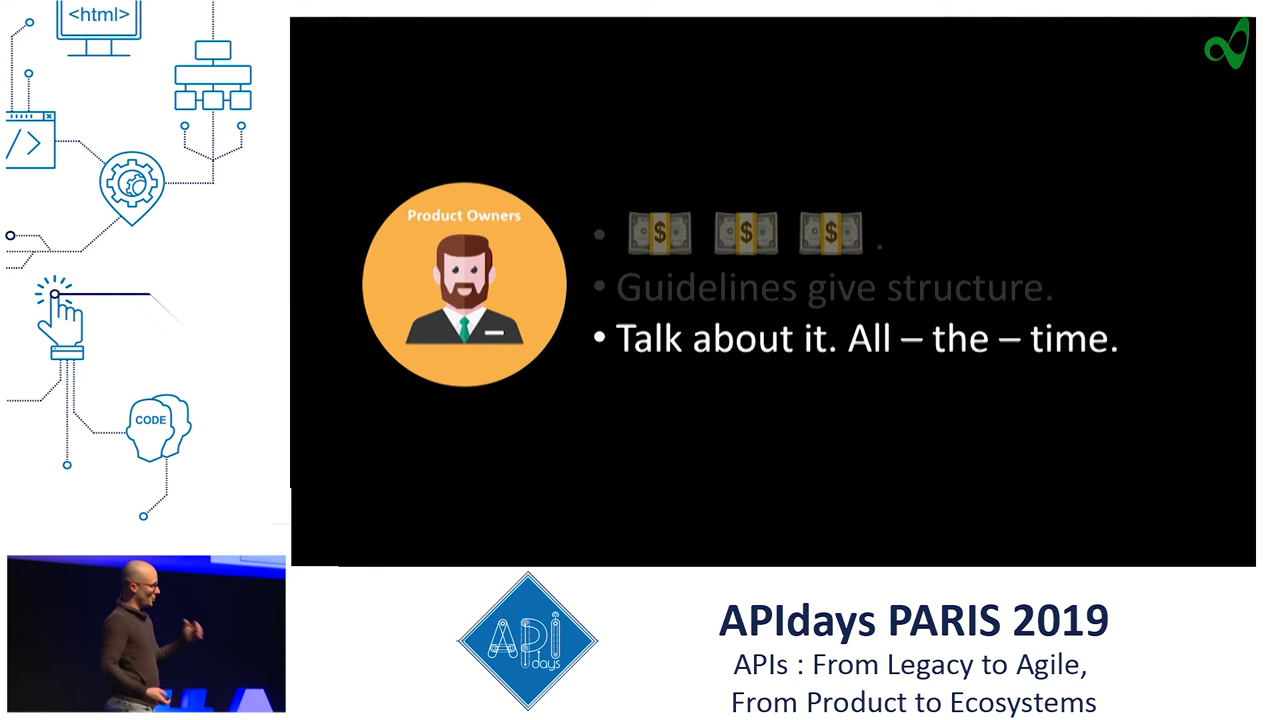 <html>
/>
CODE
Product Owners
• 💵 💵 💵 .
• Guidelines give structure.
• Talk about it. All – the – time.
API
days
APIdays PARIS 2019
APIs : From Legacy to Agile,
From Product to Ecosystems